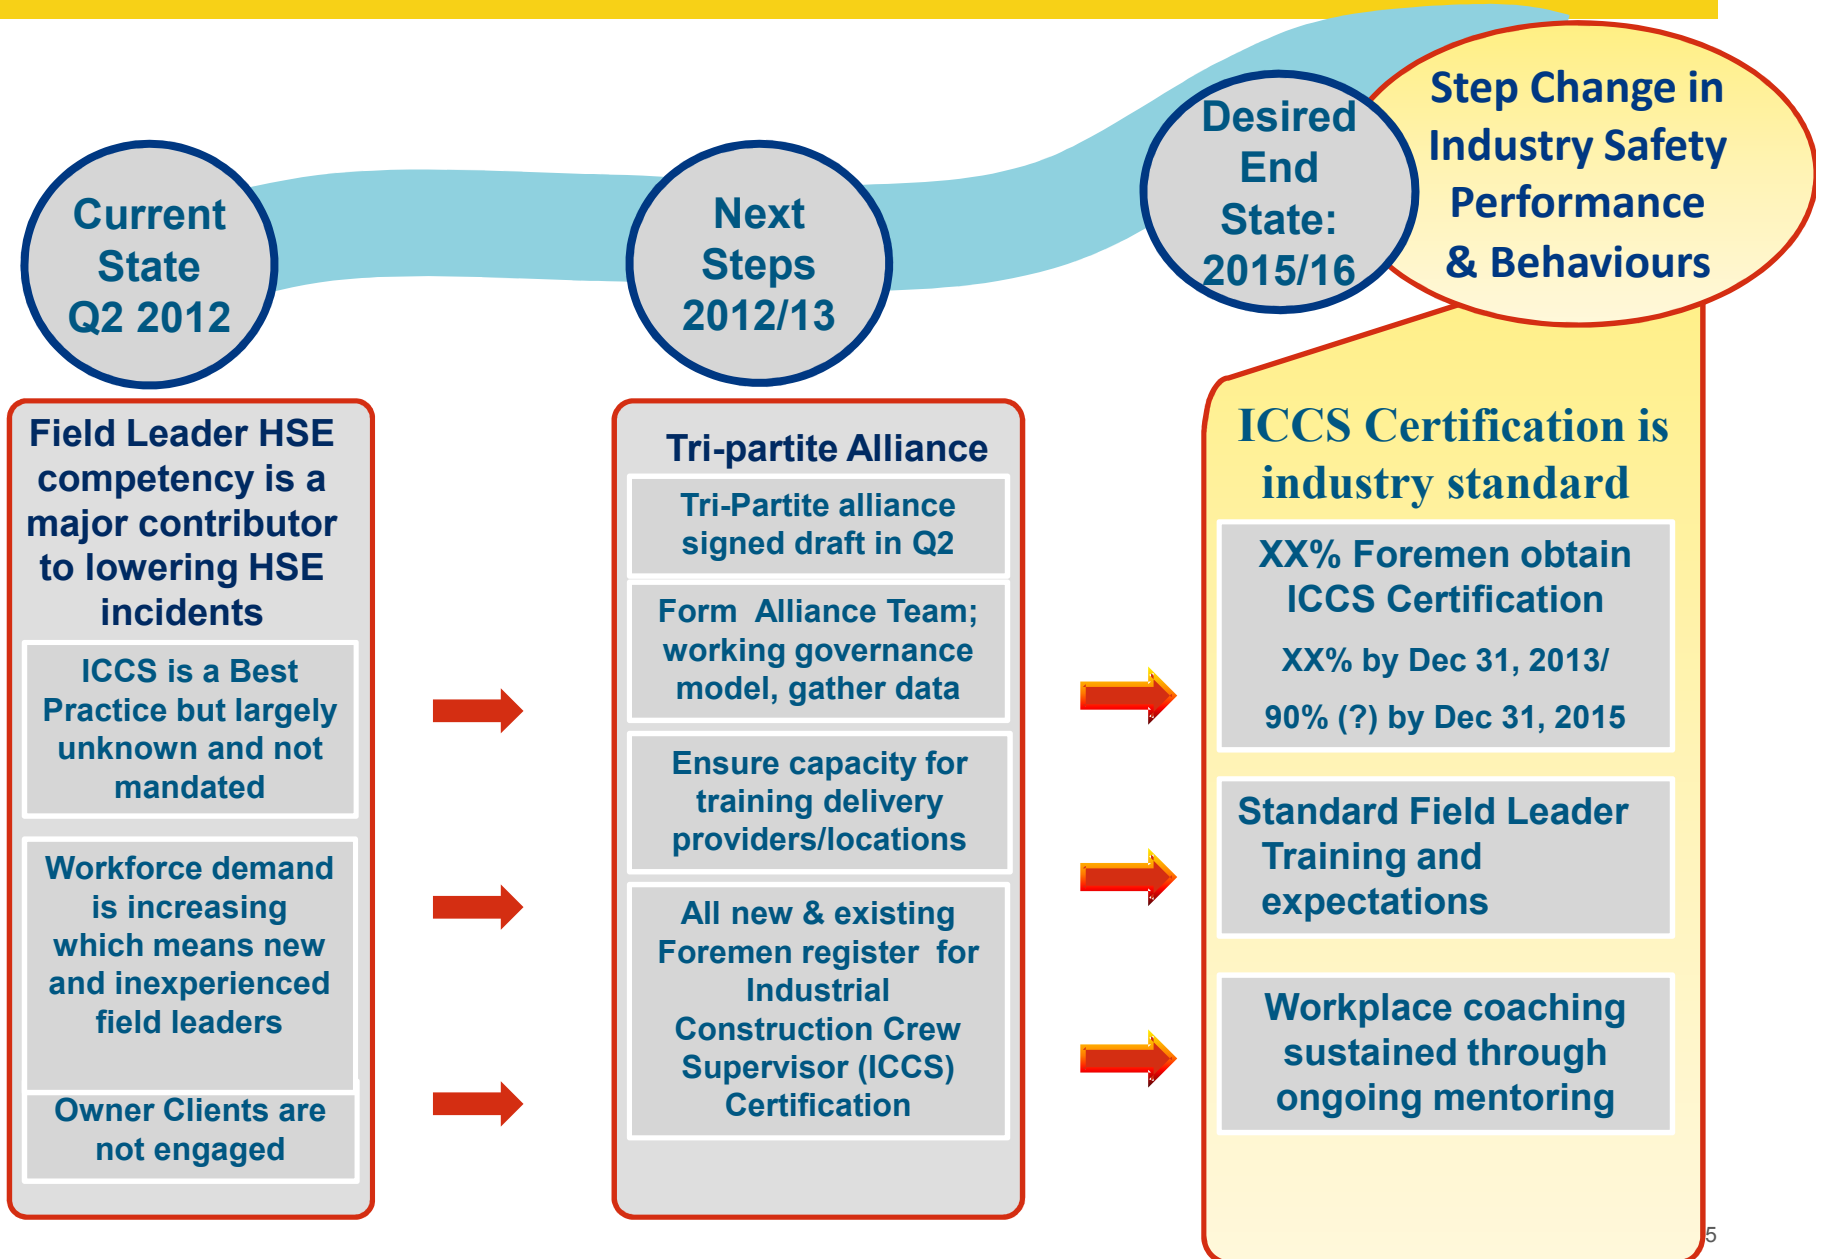 Current
State
Q2 2012
Next
Steps
2012/13
Desired
End
State:
2015/16
Step Change in
Industry Safety
Performance
& Behaviours
Field Leader HSE
competency is a
major contributor
to lowering HSE
incidents
ICCS is a Best
Practice but largely
unknown and not
mandated
Workforce demand
is increasing
which means new
and inexperienced
field leaders
Owner Clients are
not engaged
Tri-partite Alliance
Tri-Partite alliance
signed draft in Q2
Form Alliance Team;
working governance
model, gather data
Ensure capacity for
training delivery
providers/locations
All new & existing
Foremen register for
Industrial
Construction Crew
Supervisor (ICCS)
Certification
ICCS Certification is
industry standard
XX% Foremen obtain
ICCS Certification
XX% by Dec 31, 2013/
90% (?) by Dec 31, 2015
Standard Field Leader
Training and
expectations
Workplace coaching
sustained through
ongoing mentoring
5